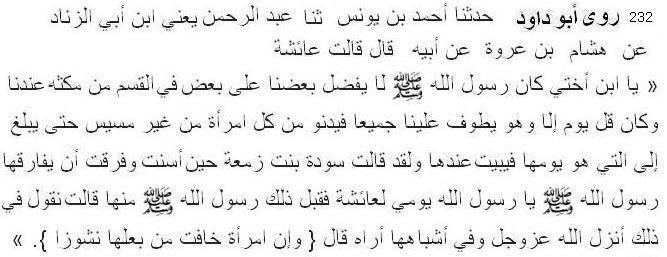 232 روى أبو داود حدثنا أحمد بن يونس ثنا عبد الرحمن يعني ابن أبي الزناد
عن هشام بن عروة عن أبيه قال قالت عائشة
« يا ابن أختي كان رسول الله ﷺ لا يفضل بعضنا على بعض في القسم من مكثه عندنا
وكان قل يوم إلا وهو يطوف علينا جميعا فيدنو من كل امرأة من غير مسيس حتى يبلغ
إلى التي هو يومها فيبيت عندها ولقد قالت سودة بنت زمعة حين أسنت وفرقت أن يفارقها
رسول الله ﷺ يا رسول الله يومي لعائشة فقبل ذلك رسول الله ﷺ منها قالت نقول في
ذلك أنزل الله عزوجل وفي أشباهها أراه قال { وإن امرأة خافت من بعلها نشوزا }. »